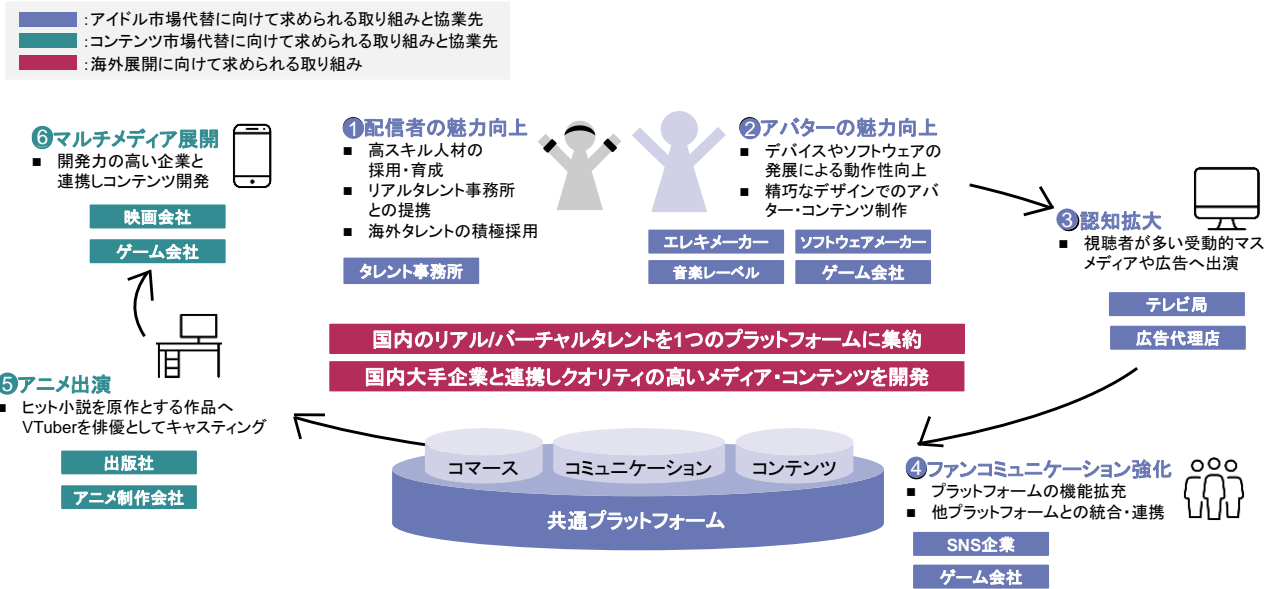 ：アイドル市場代替に向けて求められる取り組みと協業先
：コンテンツ市場代替に向けて求められる取り組みと協業先
：海外展開に向けて求められる取り組み
❶配信者の魅力向上
■ 高スキル人材の
採用・育成
■ リアルタレント事務所
との提携
■ 海外タレントの積極採用
タレント事務所
❷アバターの魅力向上
■ デバイスやソフトウェアの
発展による動作性向上
■ 精巧なデザインでのアバ
ター・コンテンツ制作
エレキメーカー
ソフトウェアメーカー
音楽レーベル
ゲーム会社
❸認知拡大
■ 視聴者が多い受動的マス
メディアや広告へ出演
テレビ局
広告代理店
❹ファンコミュニケーション強化
■ プラットフォームの機能拡充
■ 他プラットフォームとの統合・連携
SNS企業
ゲーム会社
❺アニメ出演
■ ヒット小説を原作とする作品へ
VTuberを俳優としてキャスティング
出版社
アニメ制作会社
❻マルチメディア展開
■ 開発力の高い企業と
連携しコンテンツ開発
映画会社
ゲーム会社
国内のリアル/バーチャルタレントを1つのプラットフォームに集約
国内大手企業と連携しクオリティの高いメディア・コンテンツを開発
コマース
コミュニケーション
コンテンツ
共通プラットフォーム